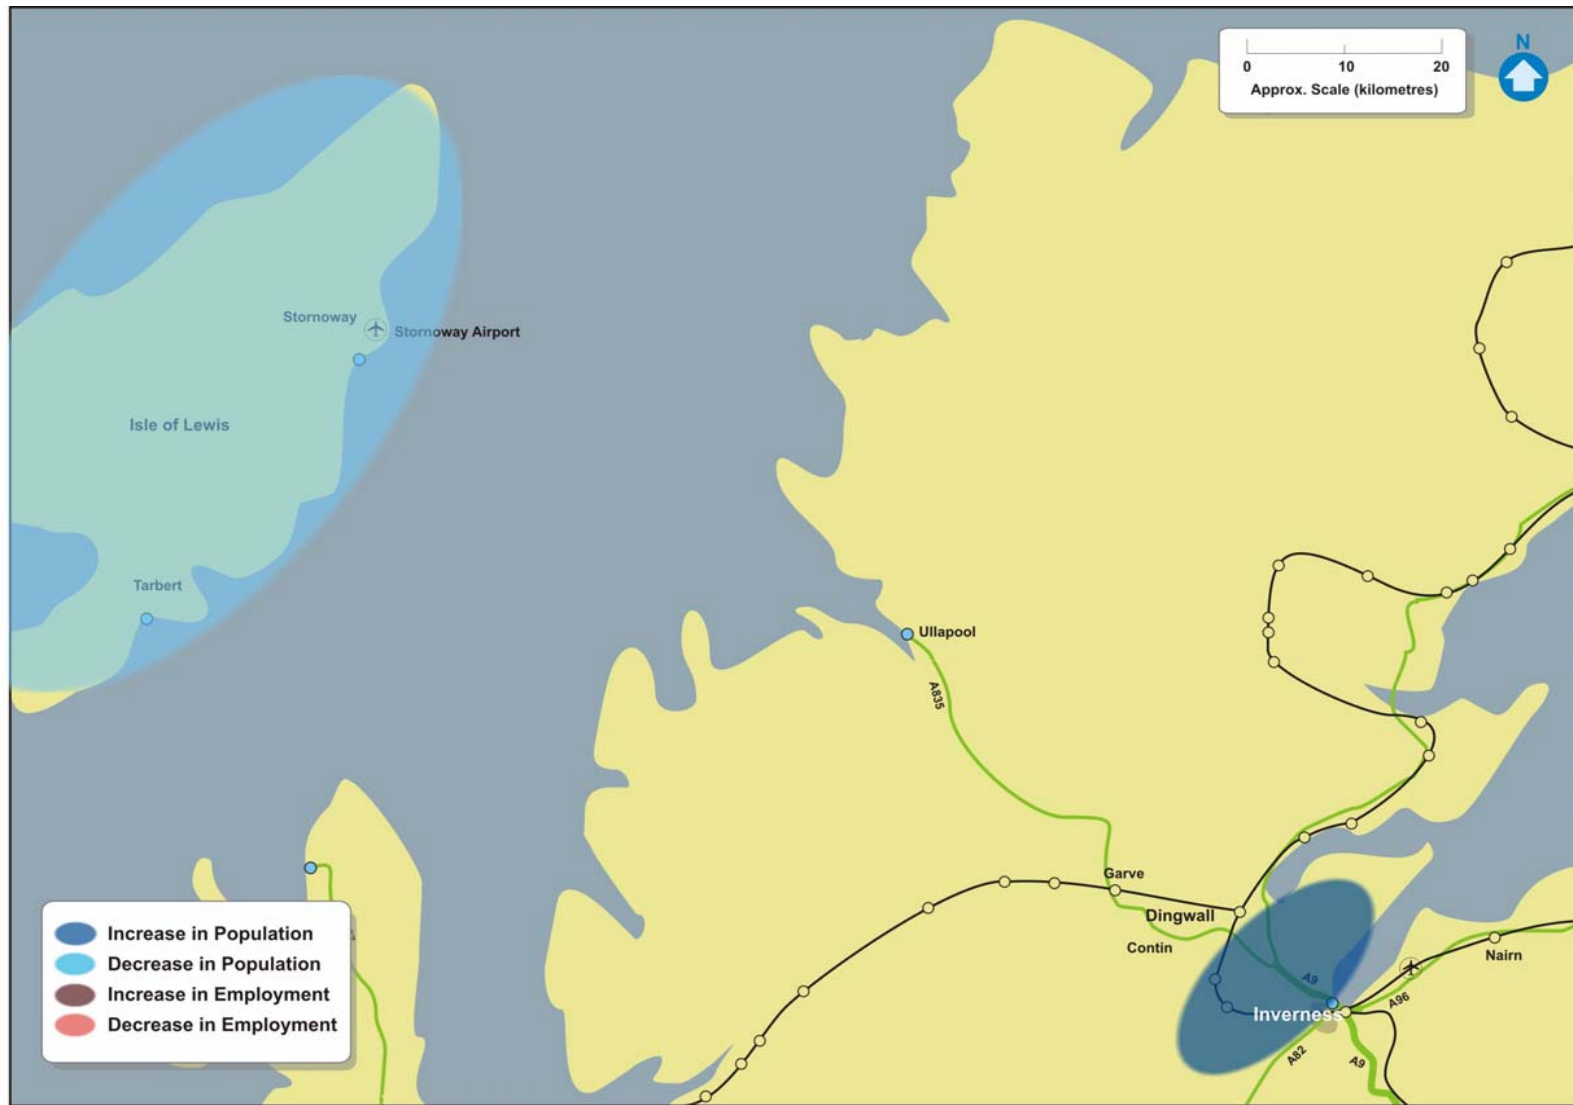 N
0 10 20
Approx. Scale (kilometres)
Stornoway
Stornoway Airport
Isle of Lewis
Tarbert
Ullapool
A835
Garve
Dingwall
Contin
Nairn
A9
A96
Inverness
A82
A9
Increase in Population
Decrease in Population
Increase in Employment
Decrease in Employment